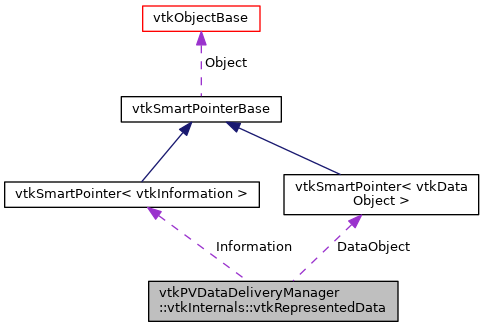 vtkObjectBase
Object
vtkSmartPointerBase
vtkSmartPointer< vtkInformation >
vtkSmartPointer< vtkData
Object >
Information
DataObject
vtkPVDataDeliveryManager
::vtkInternals::vtkRepresentedData